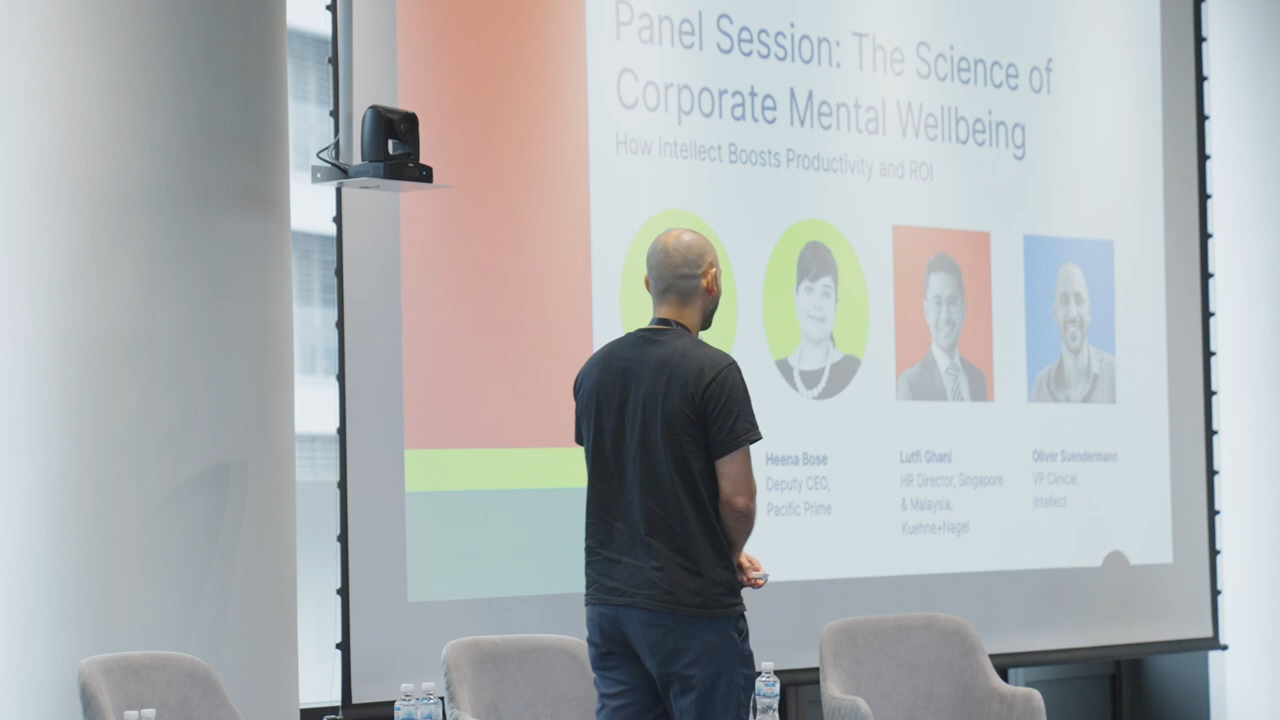 Panel Session: The Science of
Corporate Mental Wellbeing
How Intellect Boosts Productivity and ROI
Heena Bose
Deputy CEO,
Pacific Prime
Lutfi Ghani
HR Director, Singapore
& Malaysia,
Kuehne+Nagel
Oliver Suendermann
VP Clinical,
Intellect